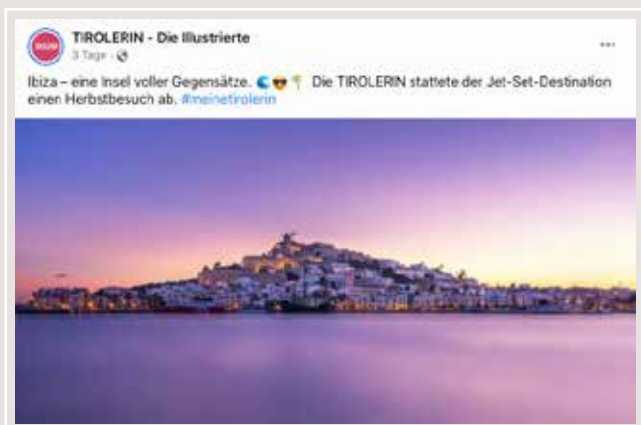 TIROLERIN - Die Illustrierte
3 Tage ·
Ibiza – eine Insel voller Gegensätze. 🌊😎🌴 Die TIROLERIN stattete der Jet-Set-Destination
einen Herbstbesuch ab. #meinetirolerin